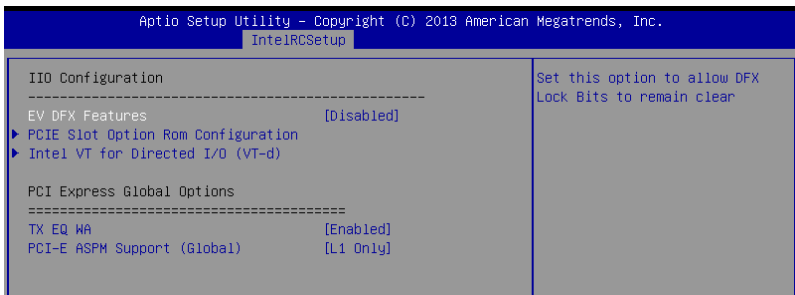 Aptio Setup Utility – Copyright (C) 2013 American Megatrends, Inc.
IntelRCSetup
IIO Configuration
--------------------------------------------------
EV DFX Features [Disabled]
PCIE Slot Option Rom Configuration
Intel VT for Directed I/O (VT-d)
PCI Express Global Options
========================================
TX EQ WA [Enabled]
PCI-E ASPM Support (Global) [L1 Only]
Set this option to allow DFX
Lock Bits to remain clear